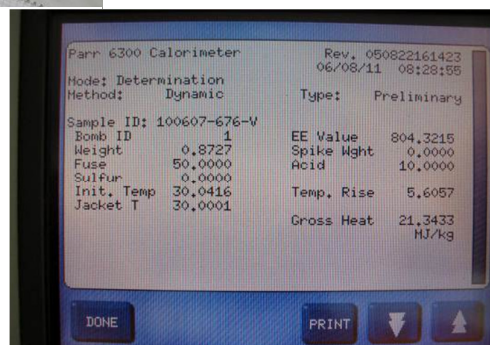 Parr 6300 Calorimeter Rev. 050822161423
06/08/11 08:28:55
Mode: Determination
Method: Dynamic Type: Preliminary
Sample ID: 100607-676-V
Bomb ID 1 EE Value 804.3215
Weight 0.8727 Spike Wght 0.0000
Fuse 50.0000 Acid 10.0000
Sulfur 0.0000
Init. Temp 30.0416 Temp. Rise 5.6057
Jacket T 30.0001
Gross Heat 21.3433
MJ/kg
DONE PRINT